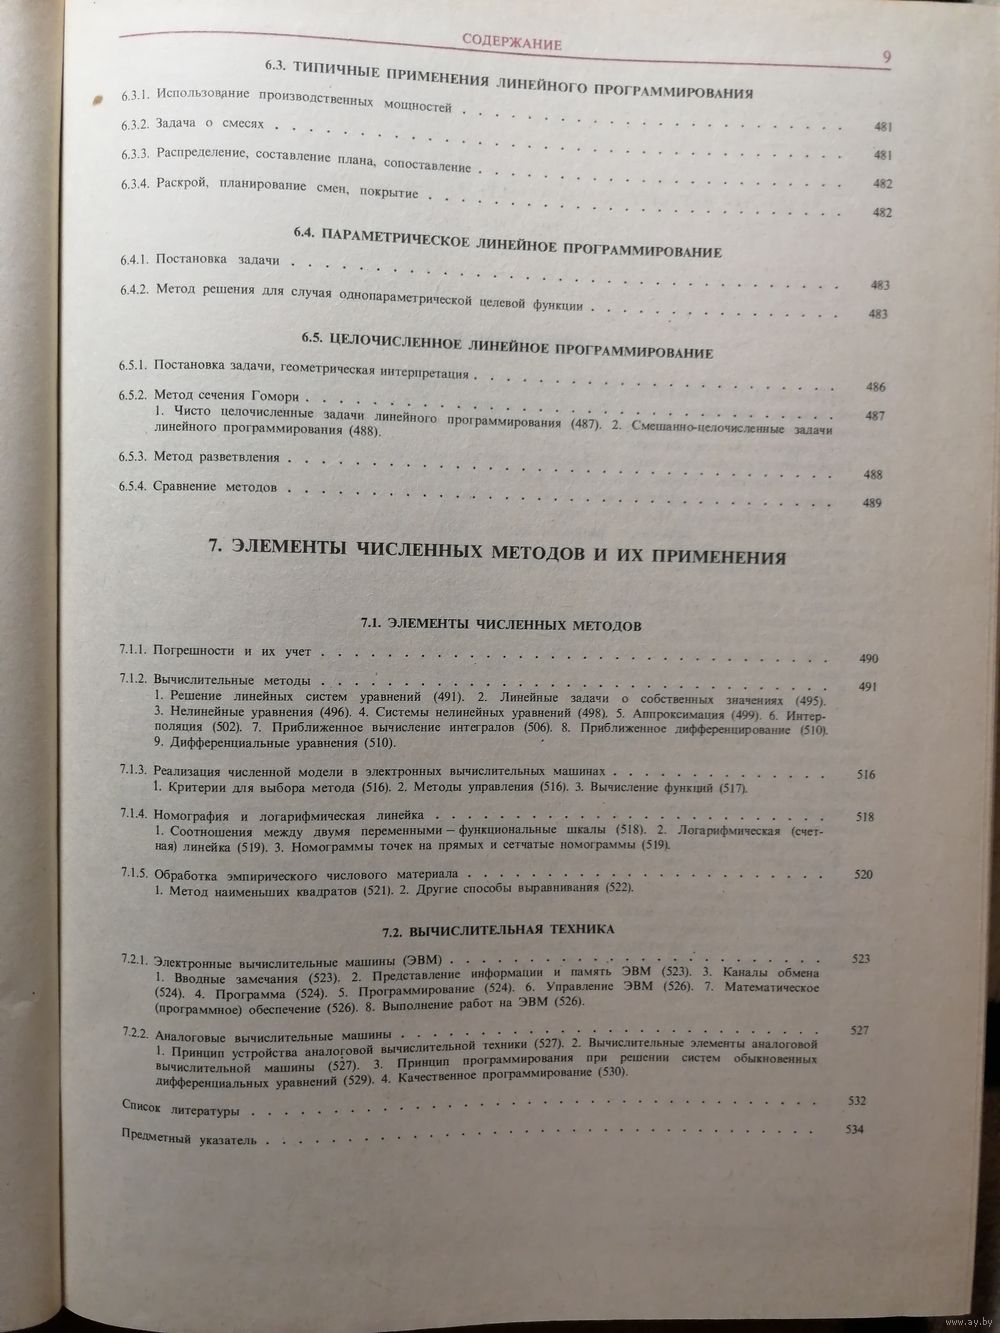 СОДЕРЖАНИЕ 9
6.3. ТИПИЧНЫЕ ПРИМЕНЕНИЯ ЛИНЕЙНОГО ПРОГРАММИРОВАНИЯ
6.3.1. Использование производственных мощностей . . . . . . . . . . . . . . . . 481
6.3.2. Задача о смесях . . . . . . . . . . . . . . . . . . . . . . . . 481
6.3.3. Распределение, составление плана, сопоставление . . . . . . . . . . . . . . . 482
6.3.4. Раскрой, планирование смен, покрытие . . . . . . . . . . . . . . . . . 482
6.4. ПАРАМЕТРИЧЕСКОЕ ЛИНЕЙНОЕ ПРОГРАММИРОВАНИЕ
6.4.1. Постановка задачи . . . . . . . . . . . . . . . . . . . . . . . 483
6.4.2. Метод решения для случая однопараметрической целевой функции . . . . . . . . . . 483
6.5. ЦЕЛОЧИСЛЕННОЕ ЛИНЕЙНОЕ ПРОГРАММИРОВАНИЕ
6.5.1. Постановка задачи, геометрическая интерпретация . . . . . . . . . . . . . . . 486
6.5.2. Метод сечения Гомори . . . . . . . . . . . . . . . . . . . . . 487
1. Чисто целочисленные задачи линейного программирования (487). 2. Смешанно-целочисленные задачи
линейного программирования (488).
6.5.3. Метод разветвления . . . . . . . . . . . . . . . . . . . . . . 488
6.5.4. Сравнение методов . . . . . . . . . . . . . . . . . . . . . . 489
7. ЭЛЕМЕНТЫ ЧИСЛЕННЫХ МЕТОДОВ И ИХ ПРИМЕНЕНИЯ
7.1. ЭЛЕМЕНТЫ ЧИСЛЕННЫХ МЕТОДОВ
7.1.1. Погрешности и их учет . . . . . . . . . . . . . . . . . . . . . 490
7.1.2. Вычислительные методы . . . . . . . . . . . . . . . . . . . . . 491
1. Решение линейных систем уравнений (491). 2. Линейные задачи о собственных значениях (495).
3. Нелинейные уравнения (496). 4. Системы нелинейных уравнений (498). 5. Аппроксимация (499). 6. Интер-
поляция (502). 7. Приближенное вычисление интегралов (506). 8. Приближенное дифференцирование (510).
9. Дифференциальные уравнения (510).
7.1.3. Реализация численной модели в электронных вычислительных машинах . . . . . . . . . 516
1. Критерии для выбора метода (516). 2. Методы управления (516). 3. Вычисление функций (517).
7.1.4. Номография и логарифмическая линейка . . . . . . . . . . . . . . . . 518
1. Соотношения между двумя переменными — функциональные шкалы (518). 2. Логарифмическая (счет-
ная) линейка (519). 3. Номограммы точек на прямых и сетчатые номограммы (519).
7.1.5. Обработка эмпирического числового материала . . . . . . . . . . . . . . . 520
1. Метод наименьших квадратов (521). 2. Другие способы выравнивания (522).
7.2. ВЫЧИСЛИТЕЛЬНАЯ ТЕХНИКА
7.2.1. Электронные вычислительные машины (ЭВМ) . . . . . . . . . . . . . . . . 523
1. Вводные замечания (523). 2. Представление информации и память ЭВМ (523). 3. Каналы обмена
(524). 4. Программа (524). 5. Программирование (524). 6. Управление ЭВМ (526). 7. Математическое
(программное) обеспечение (526). 8. Выполнение работ на ЭВМ (526).
7.2.2. Аналоговые вычислительные машины . . . . . . . . . . . . . . . . . 527
1. Принцип устройства аналоговой вычислительной техники (527). 2. Вычислительные элементы аналоговой
вычислительной машины (527). 3. Принцип программирования при решении систем обыкновенных
дифференциальных уравнений (529). 4. Качественное программирование (530).
Список литературы . . . . . . . . . . . . . . . . . . . . . . . 532
Предметный указатель . . . . . . . . . . . . . . . . . . . . . . 534
www.ay.by